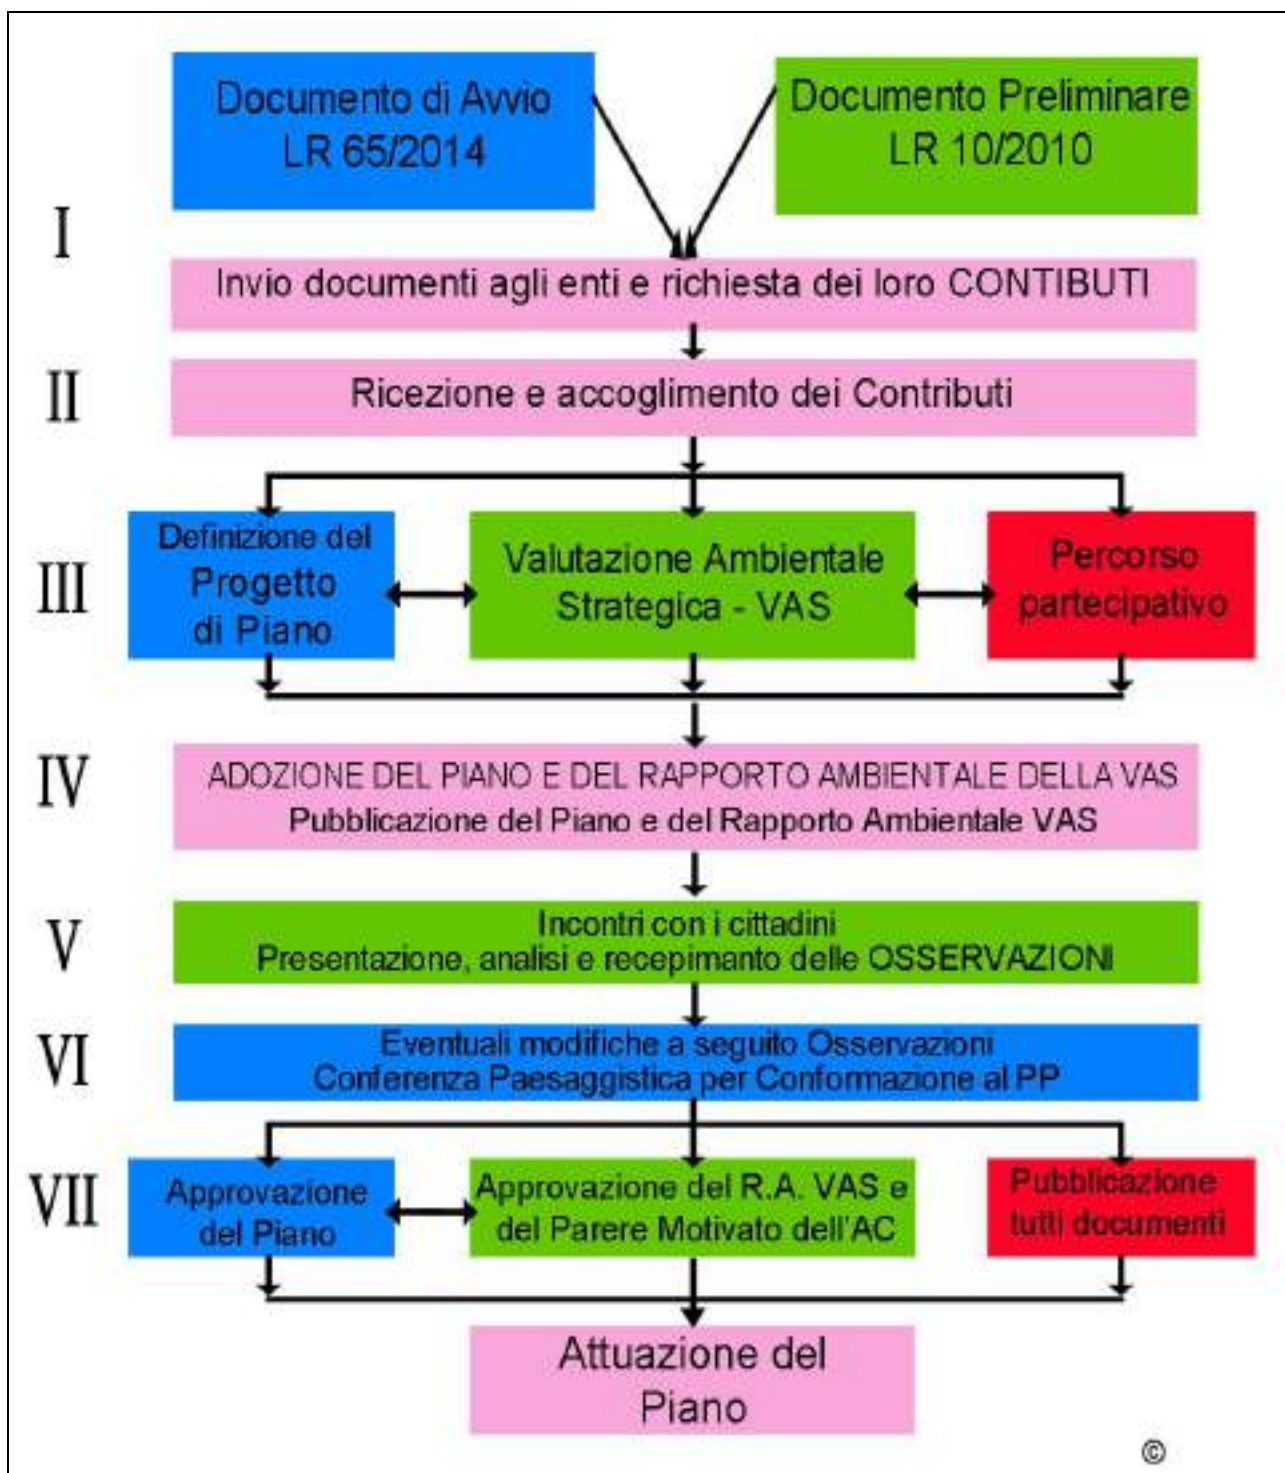 Documento di Avvio
LR 65/2014
Documento Preliminare
LR 10/2010
I
Invio documenti agli enti e richiesta dei loro CONTIBUTI
II
Ricezione e accoglimento dei Contributi
III
Definizione del
Progetto
di Piano
Valutazione Ambientale
Strategica - VAS
Percorso
partecipativo
IV
ADOZIONE DEL PIANO E DEL RAPPORTO AMBIENTALE DELLA VAS
Pubblicazione del Piano e del Rapporto Ambientale VAS
V
Incontri con i cittadini
Presentazione, analisi e recepimanto delle OSSERVAZIONI
VI
Eventuali modifiche a seguito Osservazioni
Conferenza Paesaggistica per Conformazione al PP
VII
Approvazione
del Piano
Approvazione del R.A. VAS e
del Parere Motivato dell'AC
Pubblicazione
tutti documenti
Attuazione del
Piano
©